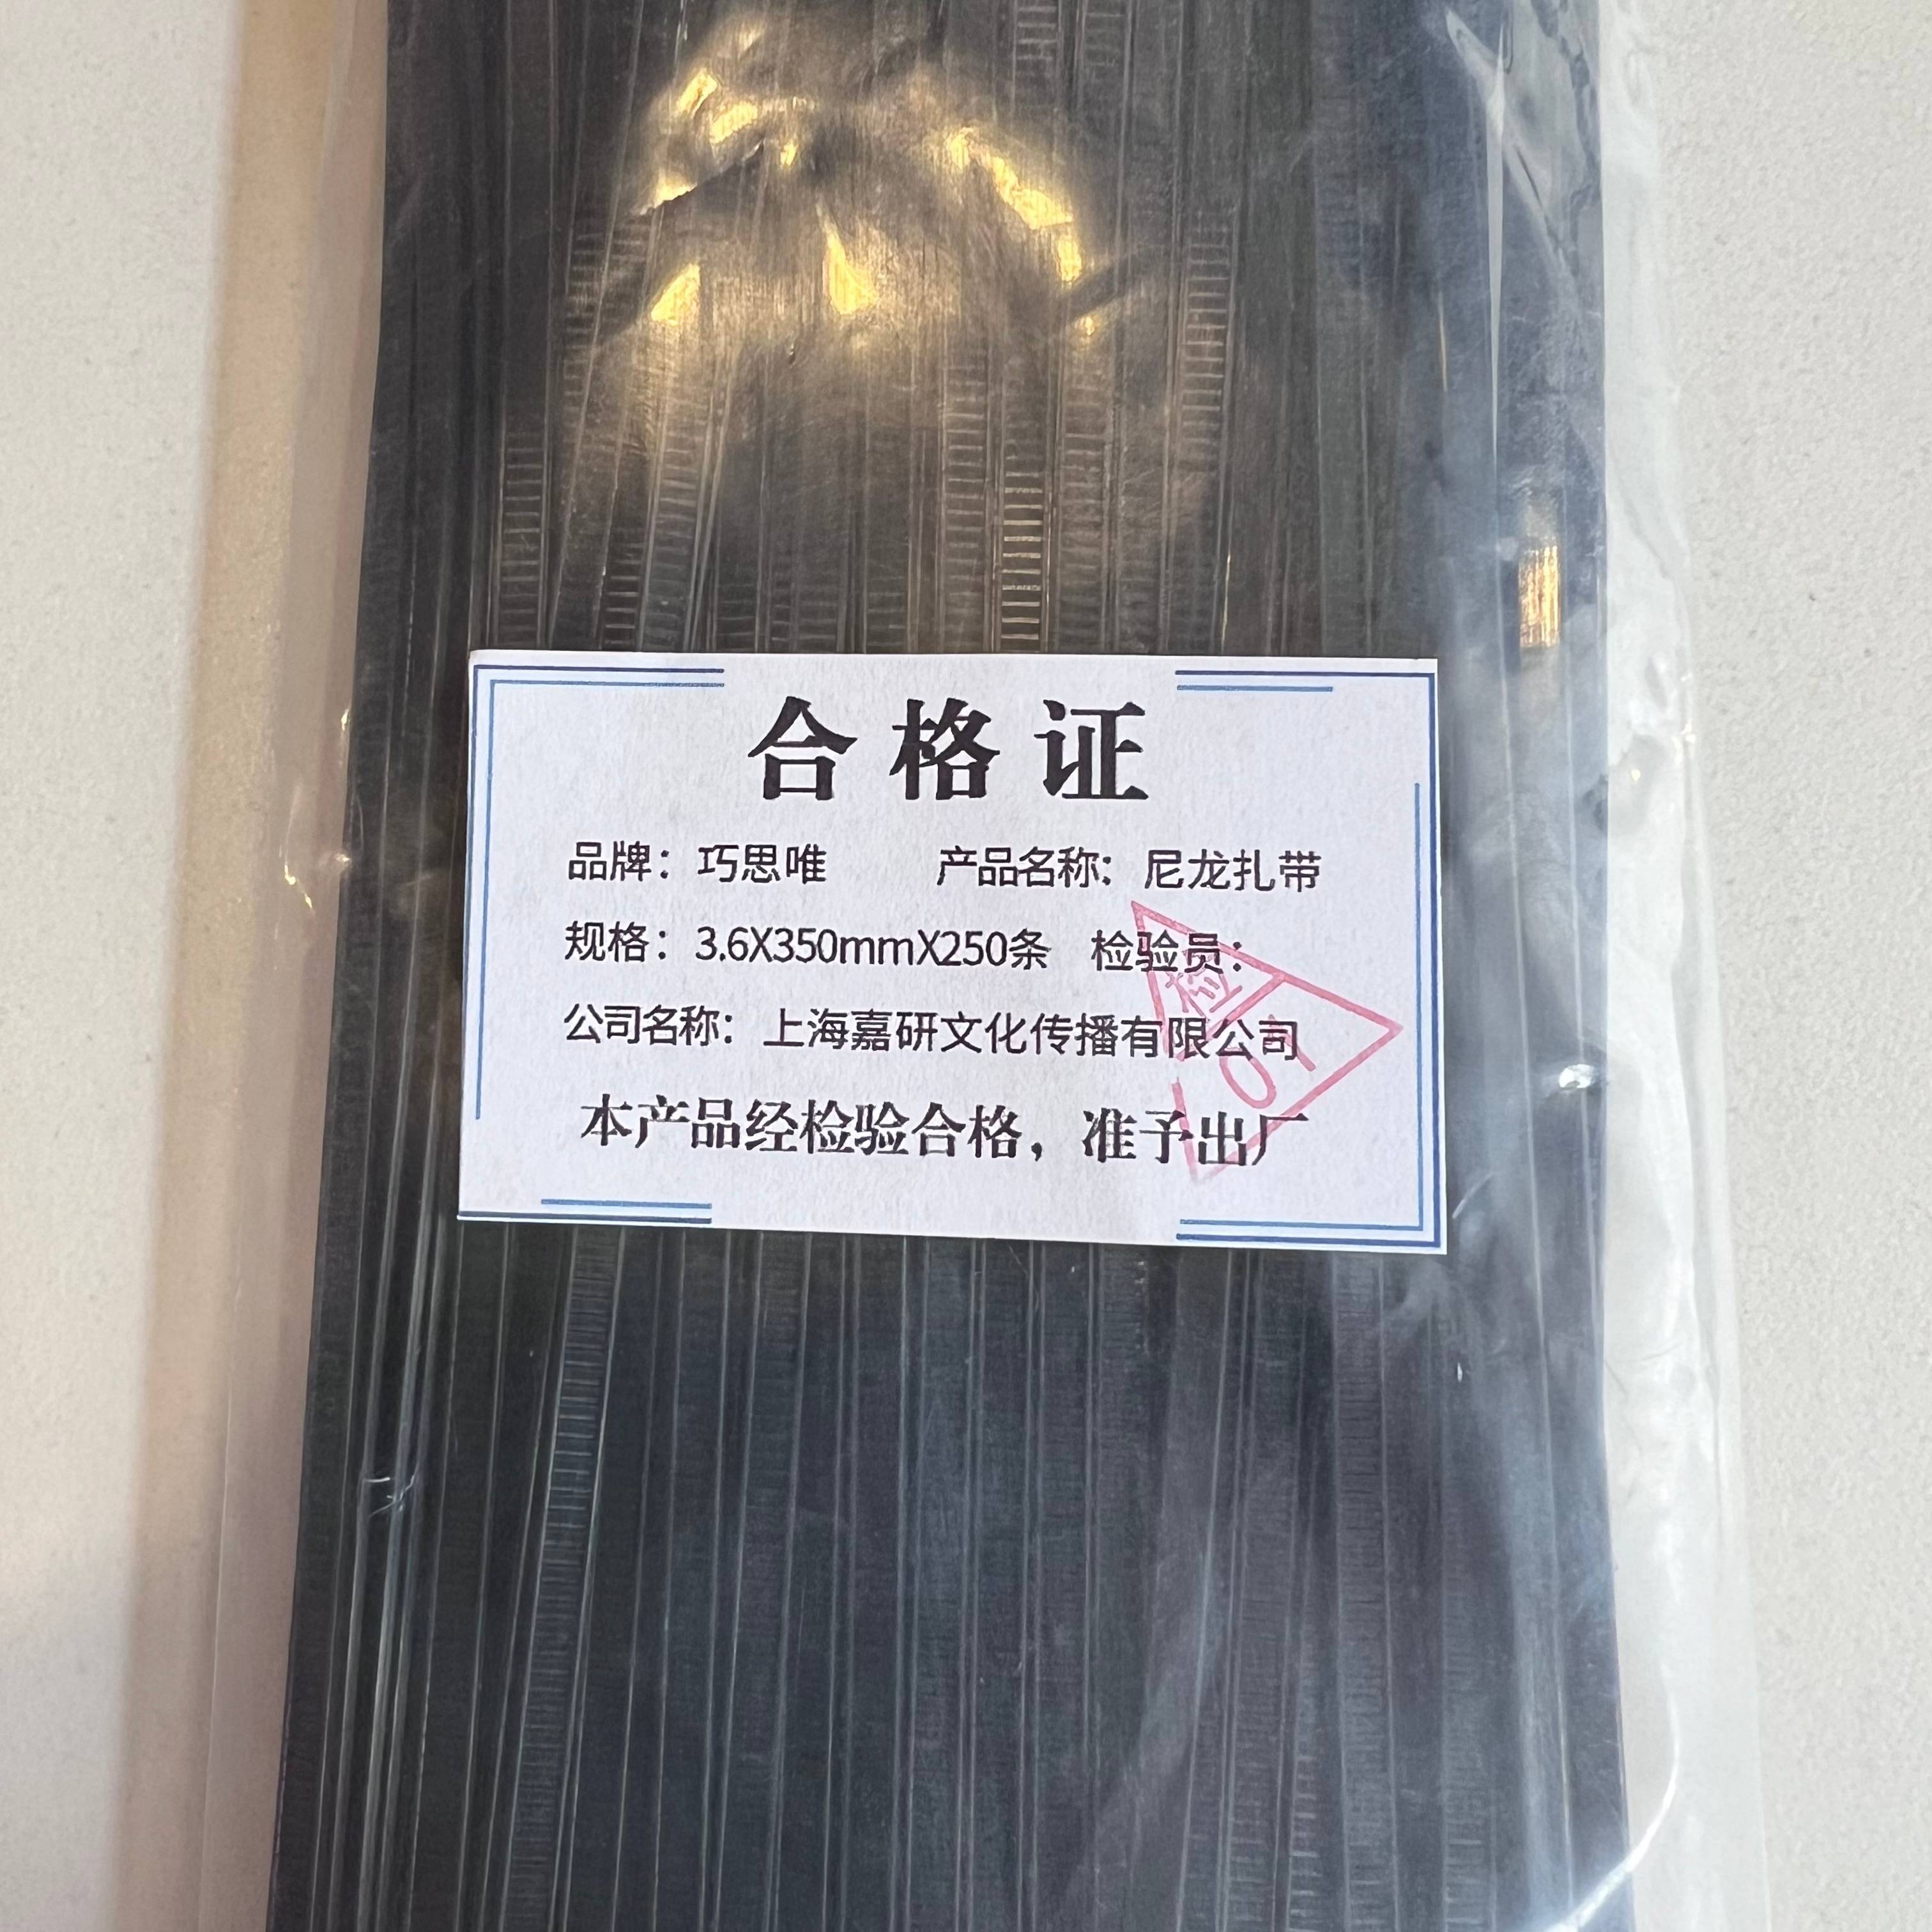 合格证
品牌：巧思唯 产品名称：尼龙扎带
规格：3.6X350mmX250条 检验员：
检
01
公司名称：上海嘉研文化传播有限公司
本产品经检验合格，准予出厂